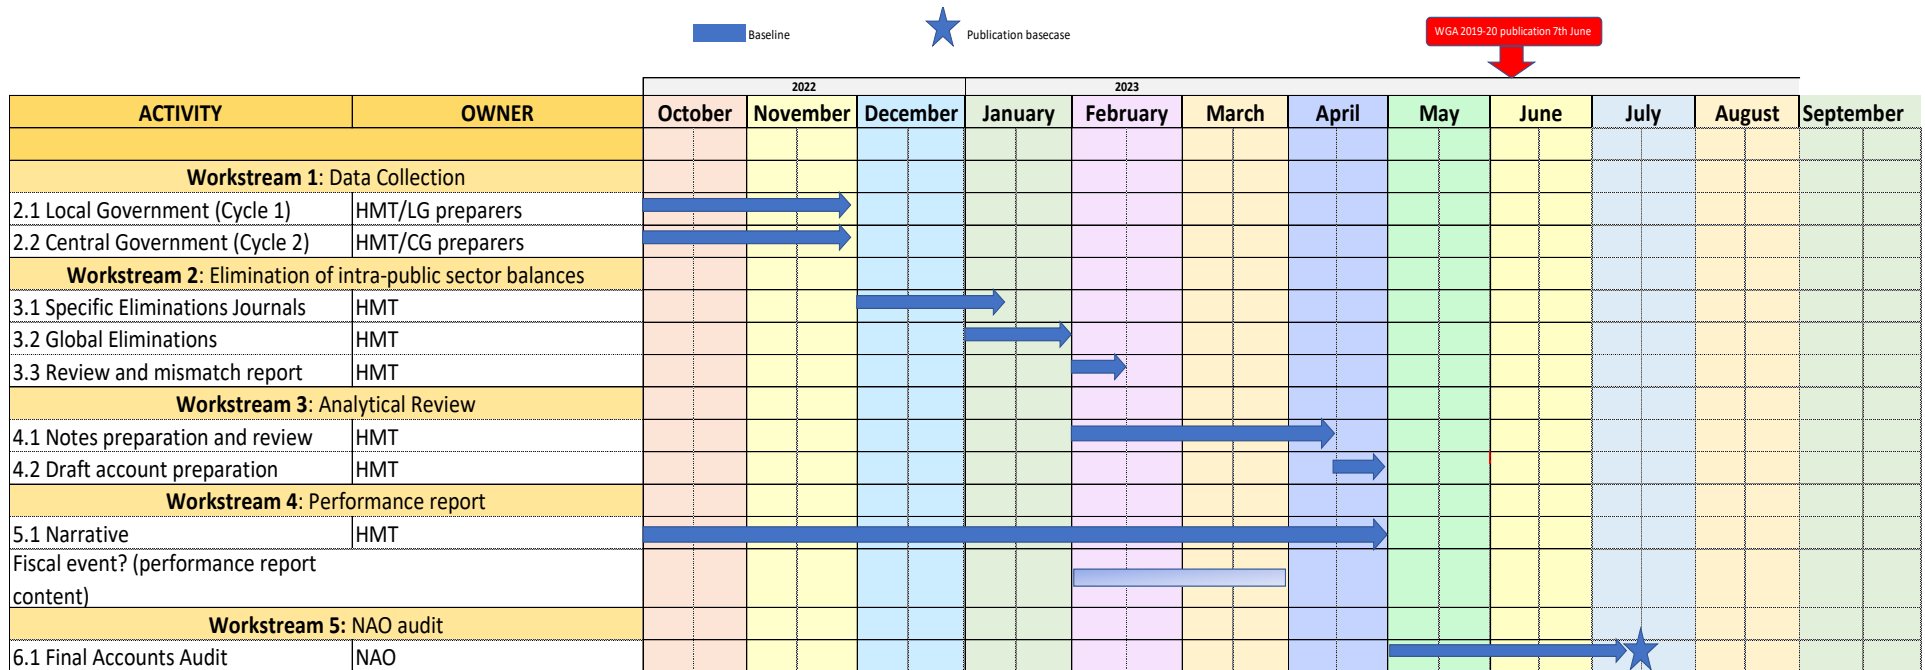 Baseline
Publication basecase
WGA 2019-20 publication 7th June
2022 2023
ACTIVITY OWNER October November December January February March April May June July August September
Workstream 1: Data Collection
2.1 Local Government (Cycle 1) HMT/LG preparers
2.2 Central Government (Cycle 2) HMT/CG preparers
Workstream 2: Elimination of intra-public sector balances
3.1 Specific Eliminations Journals HMT
3.2 Global Eliminations HMT
3.3 Review and mismatch report HMT
Workstream 3: Analytical Review
4.1 Notes preparation and review HMT
4.2 Draft account preparation HMT
Workstream 4: Performance report
5.1 Narrative HMT
Fiscal event? (performance report
content)
Workstream 5: NAO audit
6.1 Final Accounts Audit NAO